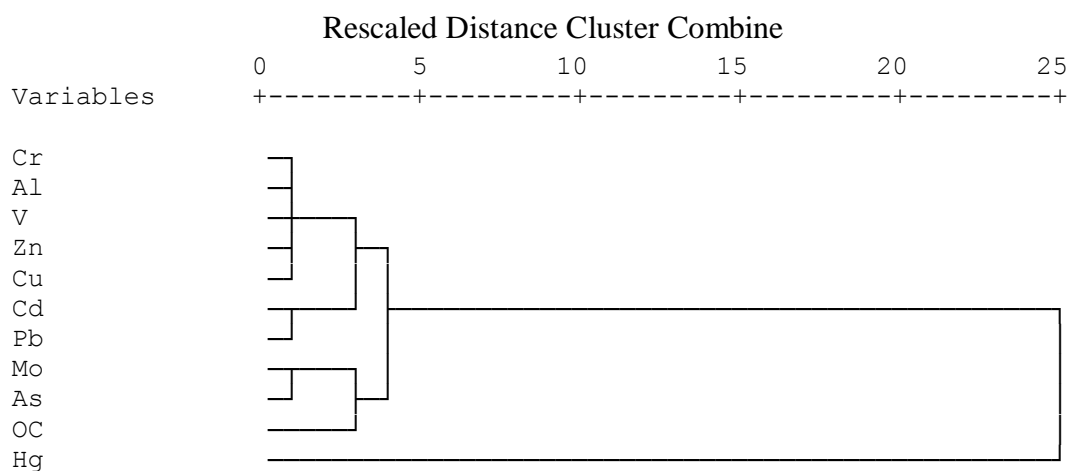 Rescaled Distance Cluster Combine
0 5 10 15 20 25
Variables +---------+---------+---------+---------+---------+
Cr
Al
V
Zn
Cu
Cd
Pb
Mo
As
OC
Hg